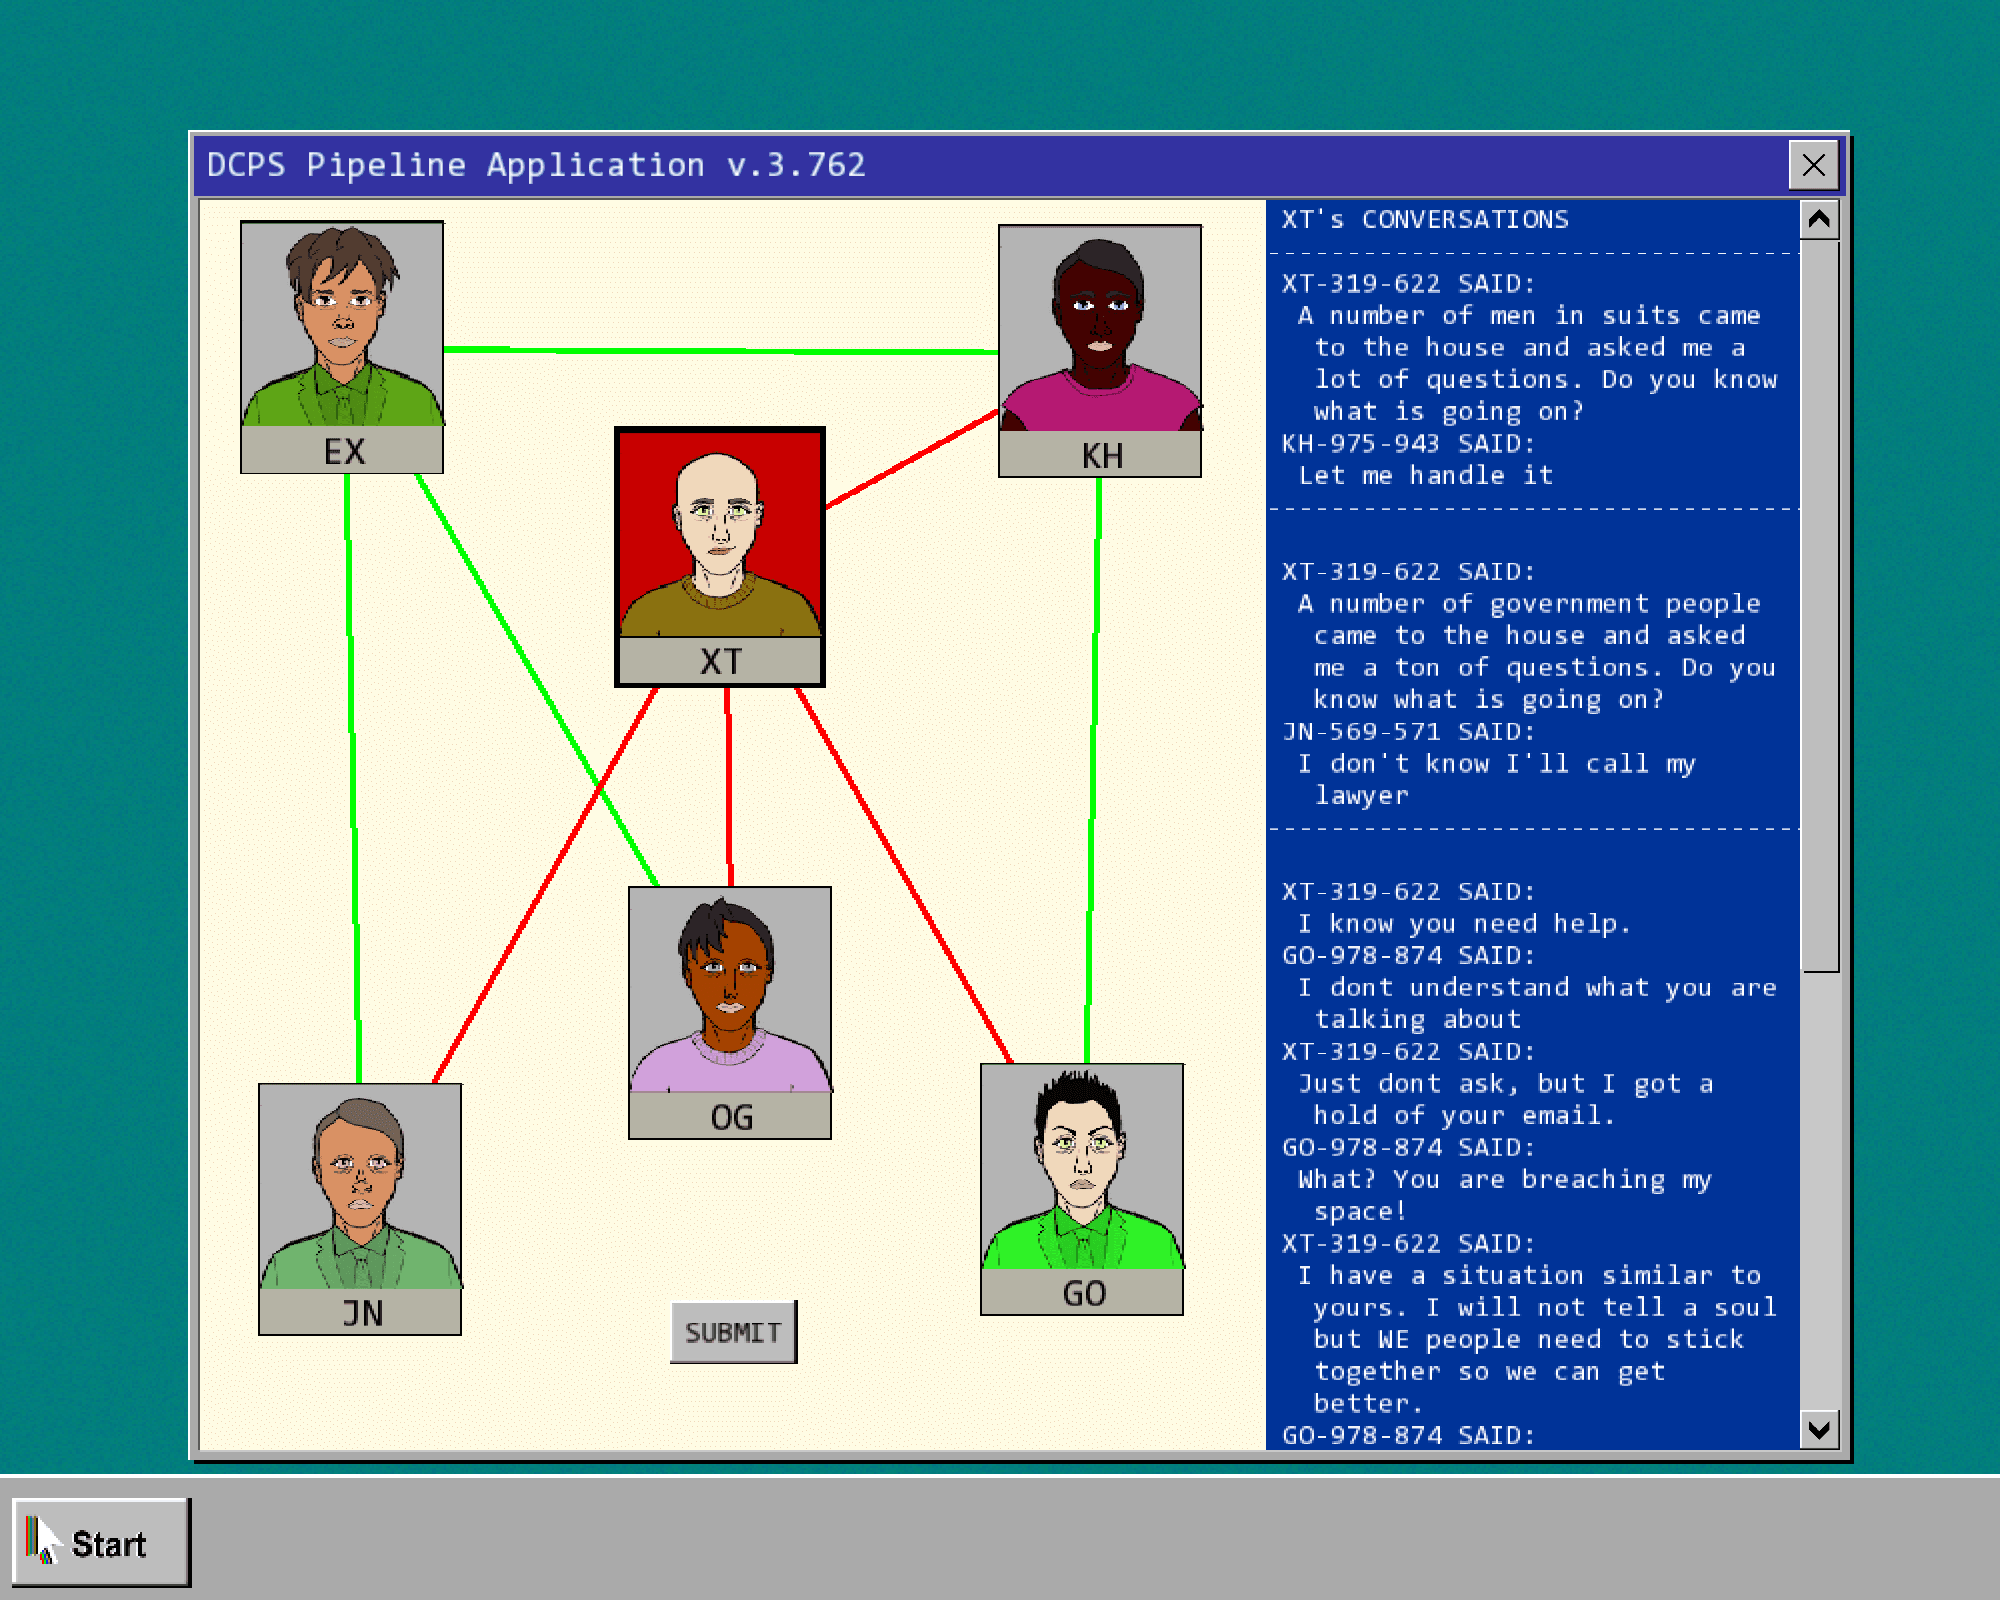 DCPS Pipeline Application v.3.762
EX
KH
XT
OG
JN
GO
SUBMIT
XT's CONVERSATIONS
XT-319-622 SAID:
A number of men in suits came
to the house and asked me a
lot of questions. Do you know
what is going on?
KH-975-943 SAID:
Let me handle it
XT-319-622 SAID:
A number of government people
came to the house and asked
me a ton of questions. Do you
know what is going on?
JN-569-571 SAID:
I don't know I'll call my
lawyer
XT-319-622 SAID:
I know you need help.
GO-978-874 SAID:
I dont understand what you are
talking about
XT-319-622 SAID:
Just dont ask, but I got a
hold of your email.
GO-978-874 SAID:
What? You are breaching my
space!
XT-319-622 SAID:
I have a situation similar to
yours. I will not tell a soul
but WE people need to stick
together so we can get
better.
GO-978-874 SAID:
Start